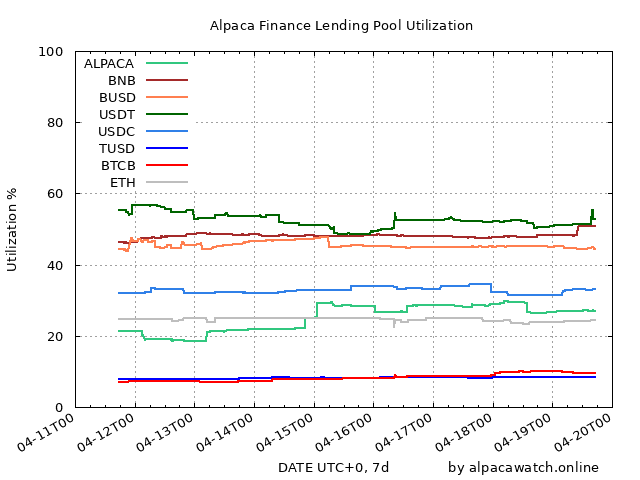 Alpaca Finance Lending Pool Utilization
Utilization %
100
80
60
40
20
0
ALPACA
BNB
BUSD
USDT
USDC
TUSD
BTCB
ETH
04-11T00
04-12T00
04-13T00
04-14T00
04-15T00
04-16T00
04-17T00
04-18T00
04-19T00
04-20T00
DATE UTC+0, 7d
by alpacawatch.online